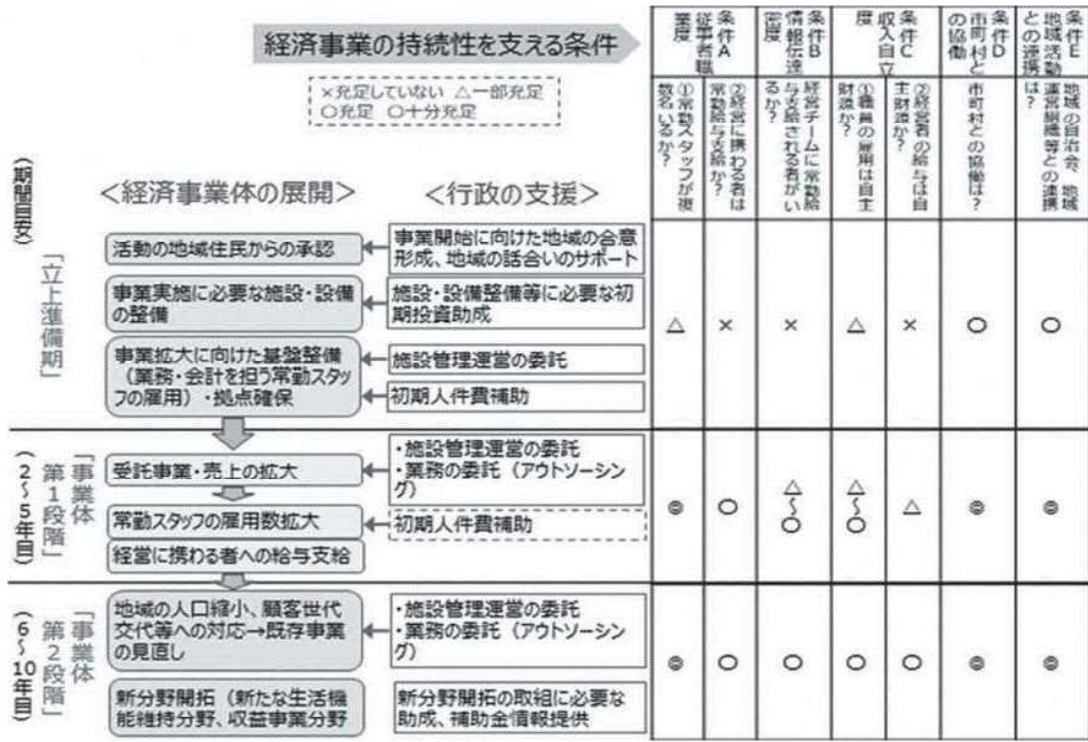 経済事業の持続性を支える条件
×充足していない △一部充足
○充足 ○十分充足
条件A
従事者職
業度
条件B
情報伝達
密度
条件C
収入自立
度
条件D
市町村と
の協働
条件E
地域活動
との連携
①常勤スタッフが複
数名いるか?
②経営に携わる者は
常勤給与支給か?
経営チームに常勤給
与支給される者がい
るか?
①職員の雇用は自主
財源か?
②経営者の給与は自
主財源か?
市町村との協働は?
地域の自治会、地域
運営組織等との連携
は?
(期間目安)
<経済事業体の展開>
<行政の支援>
「立上準備期」
活動の地域住民からの承認
事業開始に向けた地域の合意
形成、地域の話合いのサポート
事業実施に必要な施設・設備
の整備
施設・設備整備等に必要な初
期投資助成
事業拡大に向けた基盤整備
(業務・会計を担う常勤スタッ
フの雇用)・拠点確保
施設管理運営の委託
初期人件費補助
△ × × △ × ○ ○
(2~5年目)
「事業体
第1段階」
受託事業・売上の拡大
・施設管理運営の委託
・業務の委託(アウトソーシン
グ)
常勤スタッフの雇用数拡大
初期人件費補助
経営に携わる者への給与支給
◎ ○ △~○ △~○ △ ◎ ◎
(6~10年目)
「事業体
第2段階」
地域の人口縮小、顧客世代
交代等への対応→既存事業
の見直し
・施設管理運営の委託
・業務の委託(アウトソーシン
グ)
新分野開拓(新たな生活機
能維持分野、収益事業分野
新分野開拓の取組に必要な
助成、補助金情報提供
◎ ○ ○ ○ ○ ◎ ◎